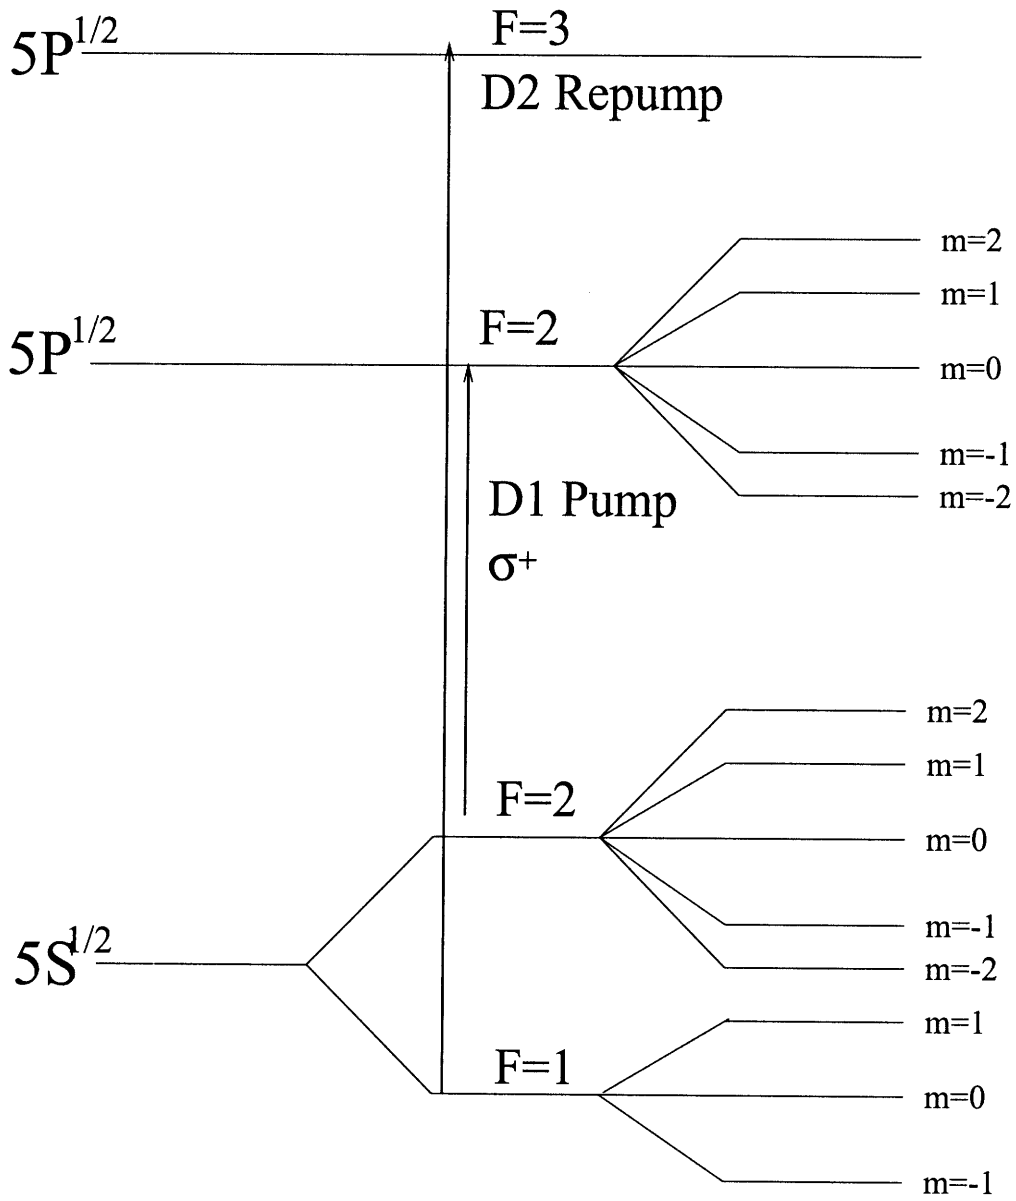 5P1/2
F=3
D2 Repump
m=2
m=1
5P1/2
F=2
m=0
m=-1
m=-2
D1 Pump
σ+
m=2
m=1
F=2
m=0
m=-1
5S1/2
m=-2
m=1
F=1
m=0
m=-1